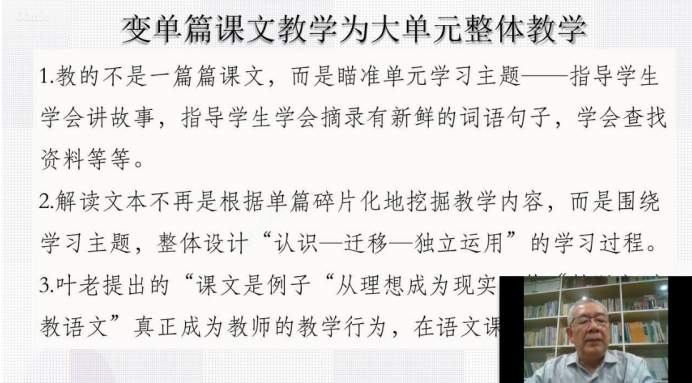 变单篇课文教学为大单元整体教学
1.教的不是一篇篇课文，而是瞄准单元学习主题——指导学生
学会讲故事，指导学生学会摘录有新鲜的词语句子，学会查找
资料等等。
2.解读文本不再是根据单篇碎片化地挖掘教学内容，而是围绕
学习主题，整体设计“认识—迁移—独立运用”的学习过程。
3.叶老提出的“课文是例子“从理想成为现实
教语文”真正成为教师的教学行为，在语文课